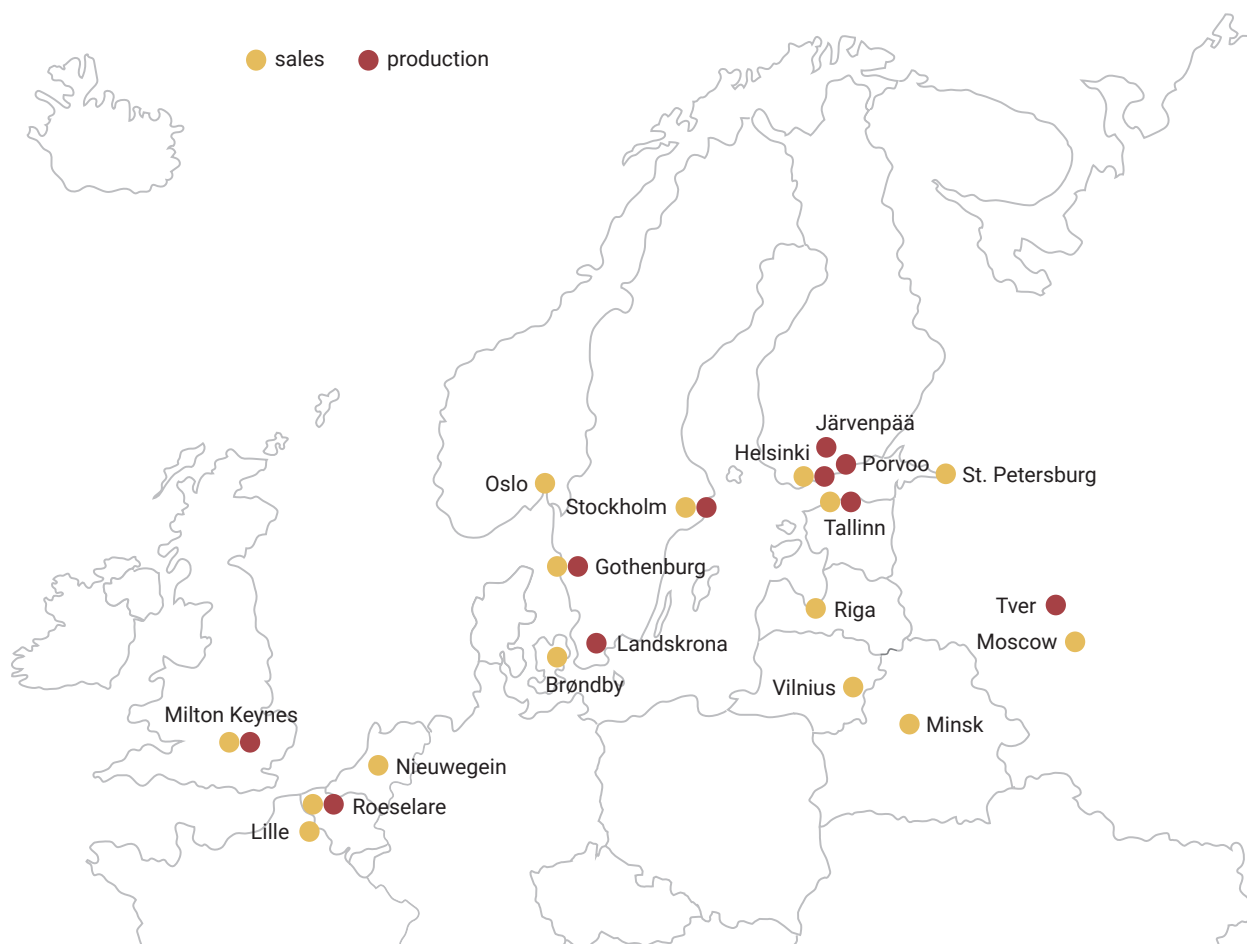 sales
production
Järvenpää
Helsinki
Porvoo
St. Petersburg
Oslo
Stockholm
Tallinn
Gothenburg
Tver
Riga
Landskrona
Moscow
Brøndby
Vilnius
Milton Keynes
Minsk
Nieuwegein
Roeselare
Lille